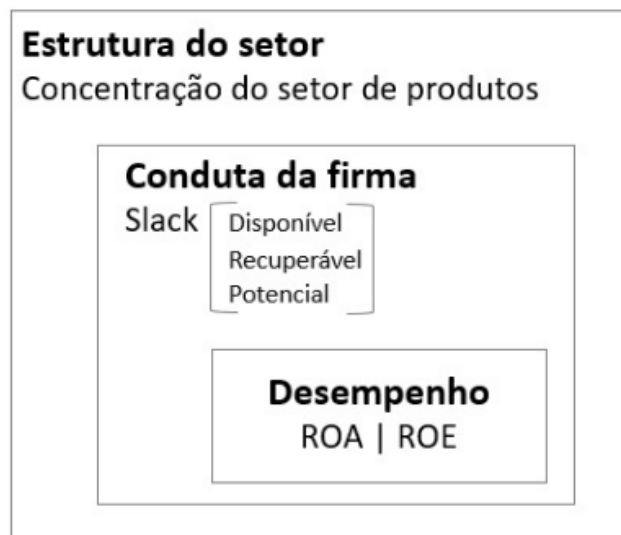 Estrutura do setor
Concentração do setor de produtos
Conduta da firma
Slack
Disponível
Recuperável
Potencial
Desempenho
ROA | ROE